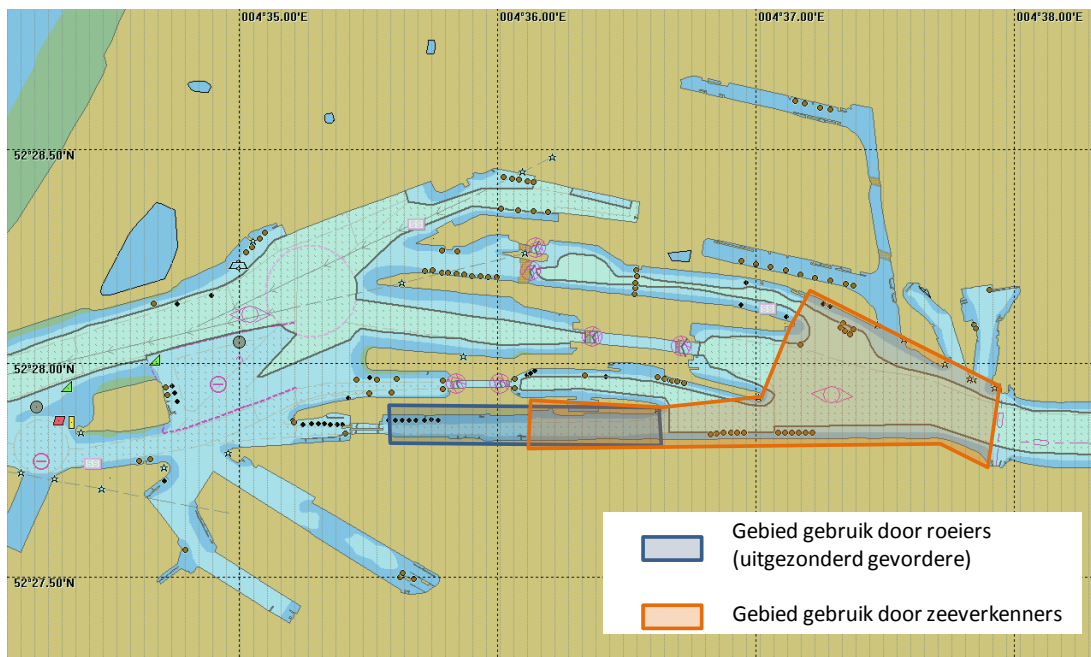 004°35.00'E
004°36.00'E
004°37.00'E
004°38.00'E
52°28.50'N
52°28.00'N
52°27.50'N
Gebied gebruik door roeiers
(uitgezonderd gevordere)
Gebied gebruik door zeeverkenners